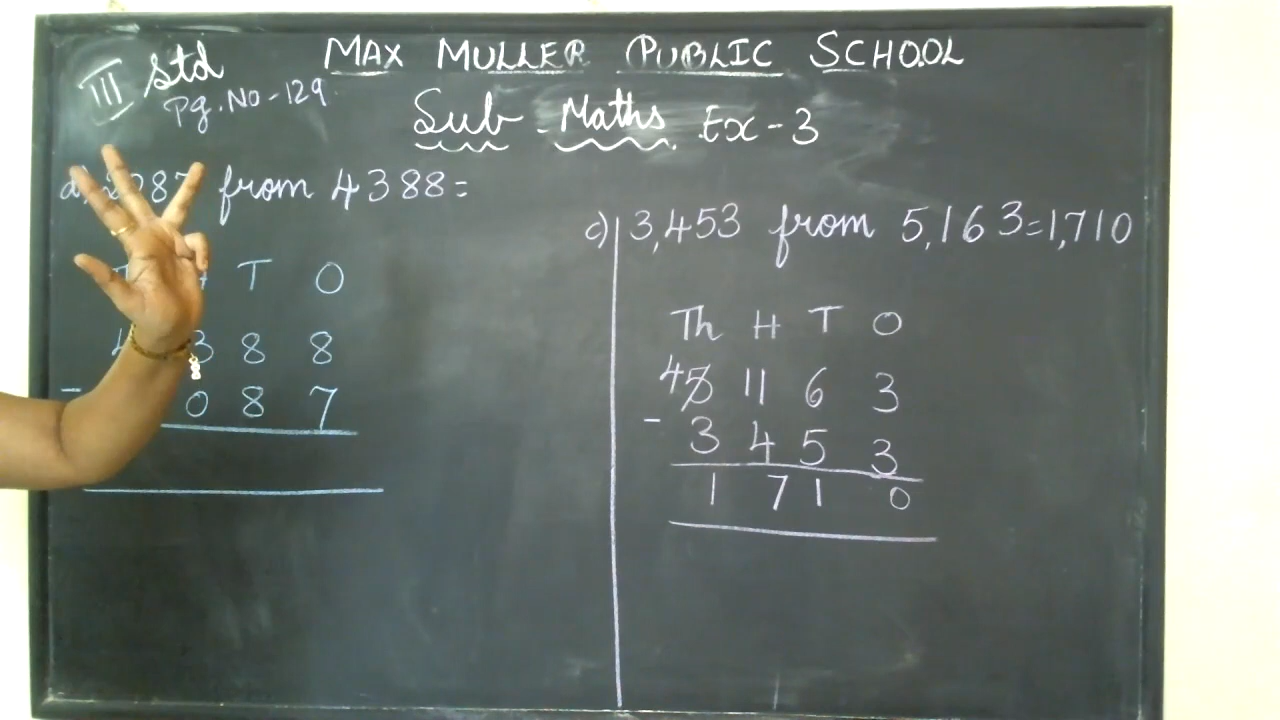 III Std
MAX MULLER PUBLIC SCHOOL
Pg. No - 129
Sub - Maths. Ex - 3
from 4388 =
T O
3 8 8
- 0 8 7
c) 3,453 from 5,163 = 1,710
Th H T O
4 5 11 6 3
- 3 4 5 3
1 7 1 0